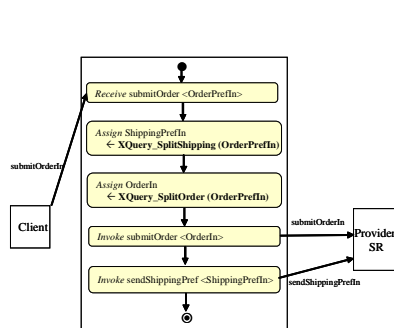 Receive submitOrder <OrderPrefIn>
Assign ShippingPrefIn
← XQuery_SplitShipping (OrderPrefIn)
submitOrderIn
Assign OrderIn
← XQuery_SplitOrder (OrderPrefIn)
Client
submitOrderIn
Invoke submitOrder <OrderIn>
Provider
SR
Invoke sendShippingPref <ShippingPrefIn>
sendShippingPrefIn